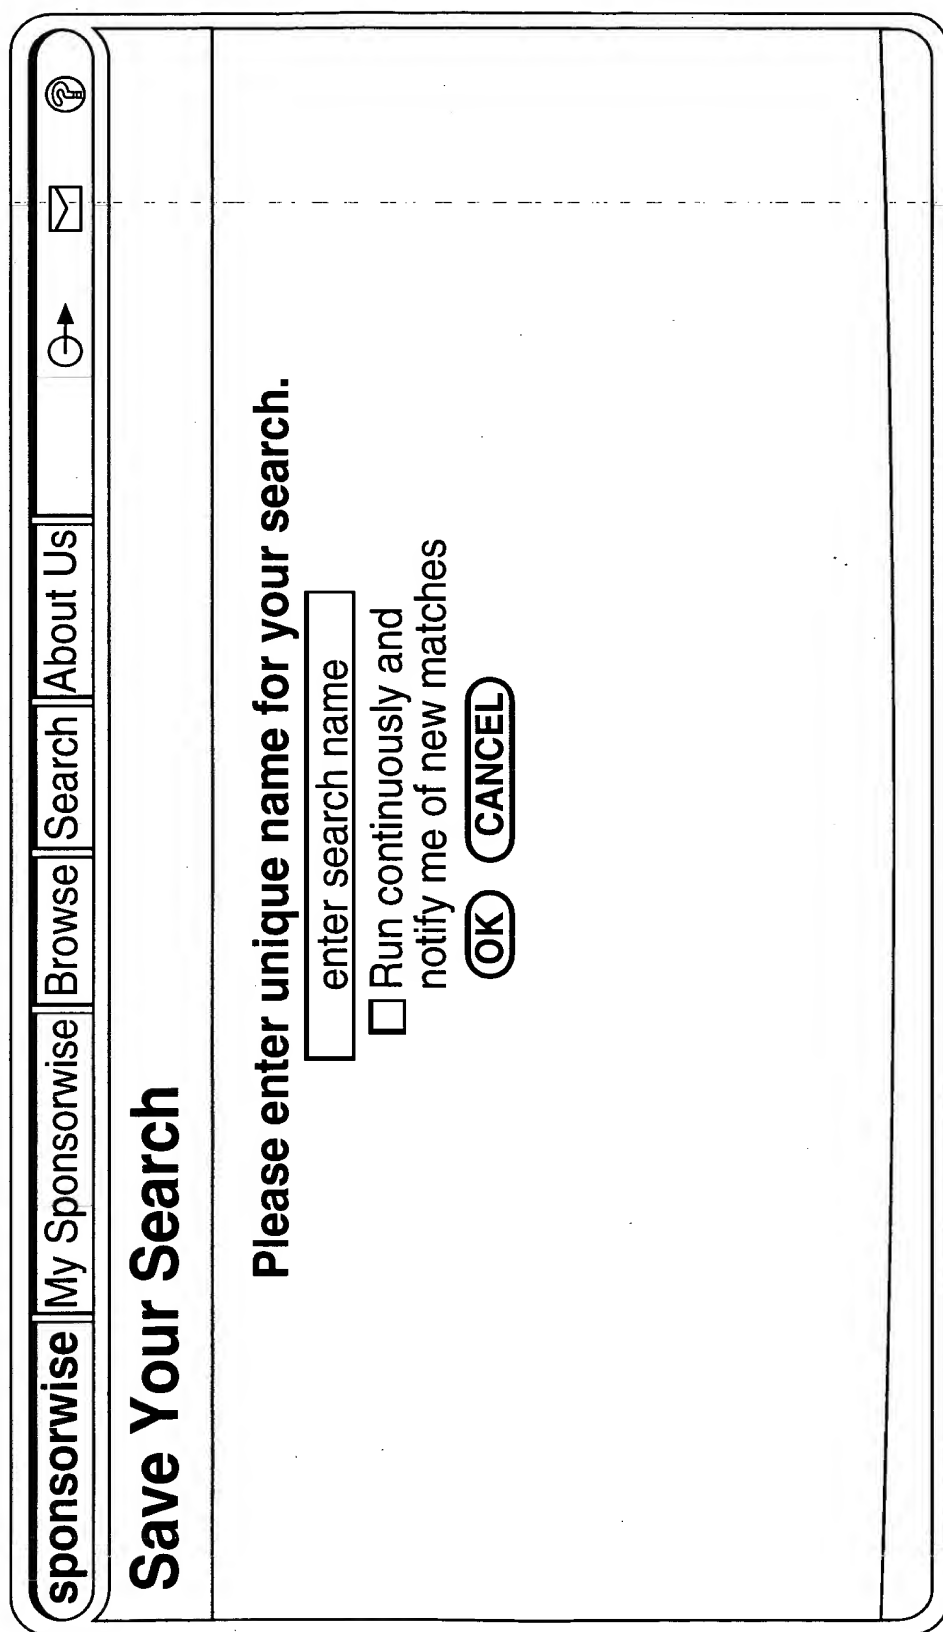 sponsorwise My Sponsorwise Browse Search About Us ?
Save Your Search
Please enter unique name for your search.
enter search name
Run continuously and
notify me of new matches
OK CANCEL